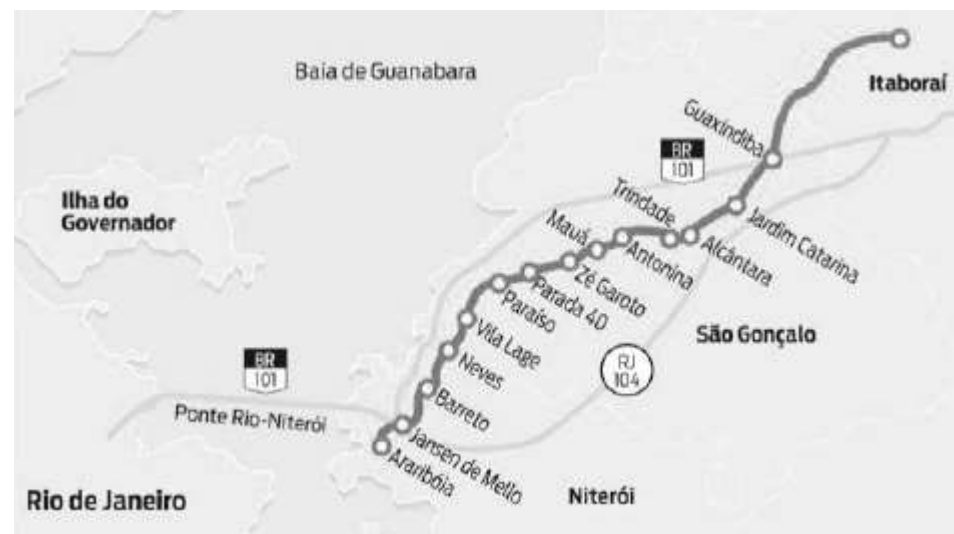 Baía de Guanabara
Itaboraí
Guaxindiba
BR
101
Ilha do
Governador
Trindade
Jardim Catarina
Mauá
Antonina
Alcântara
Zé Garoto
Parada 40
Paraíso
São Gonçalo
Vila Lage
BR
101
Neves
RJ
104
Barreto
Ponte Rio-Niterói
Jansen de Mello
Araribóia
Rio de Janeiro
Niterói